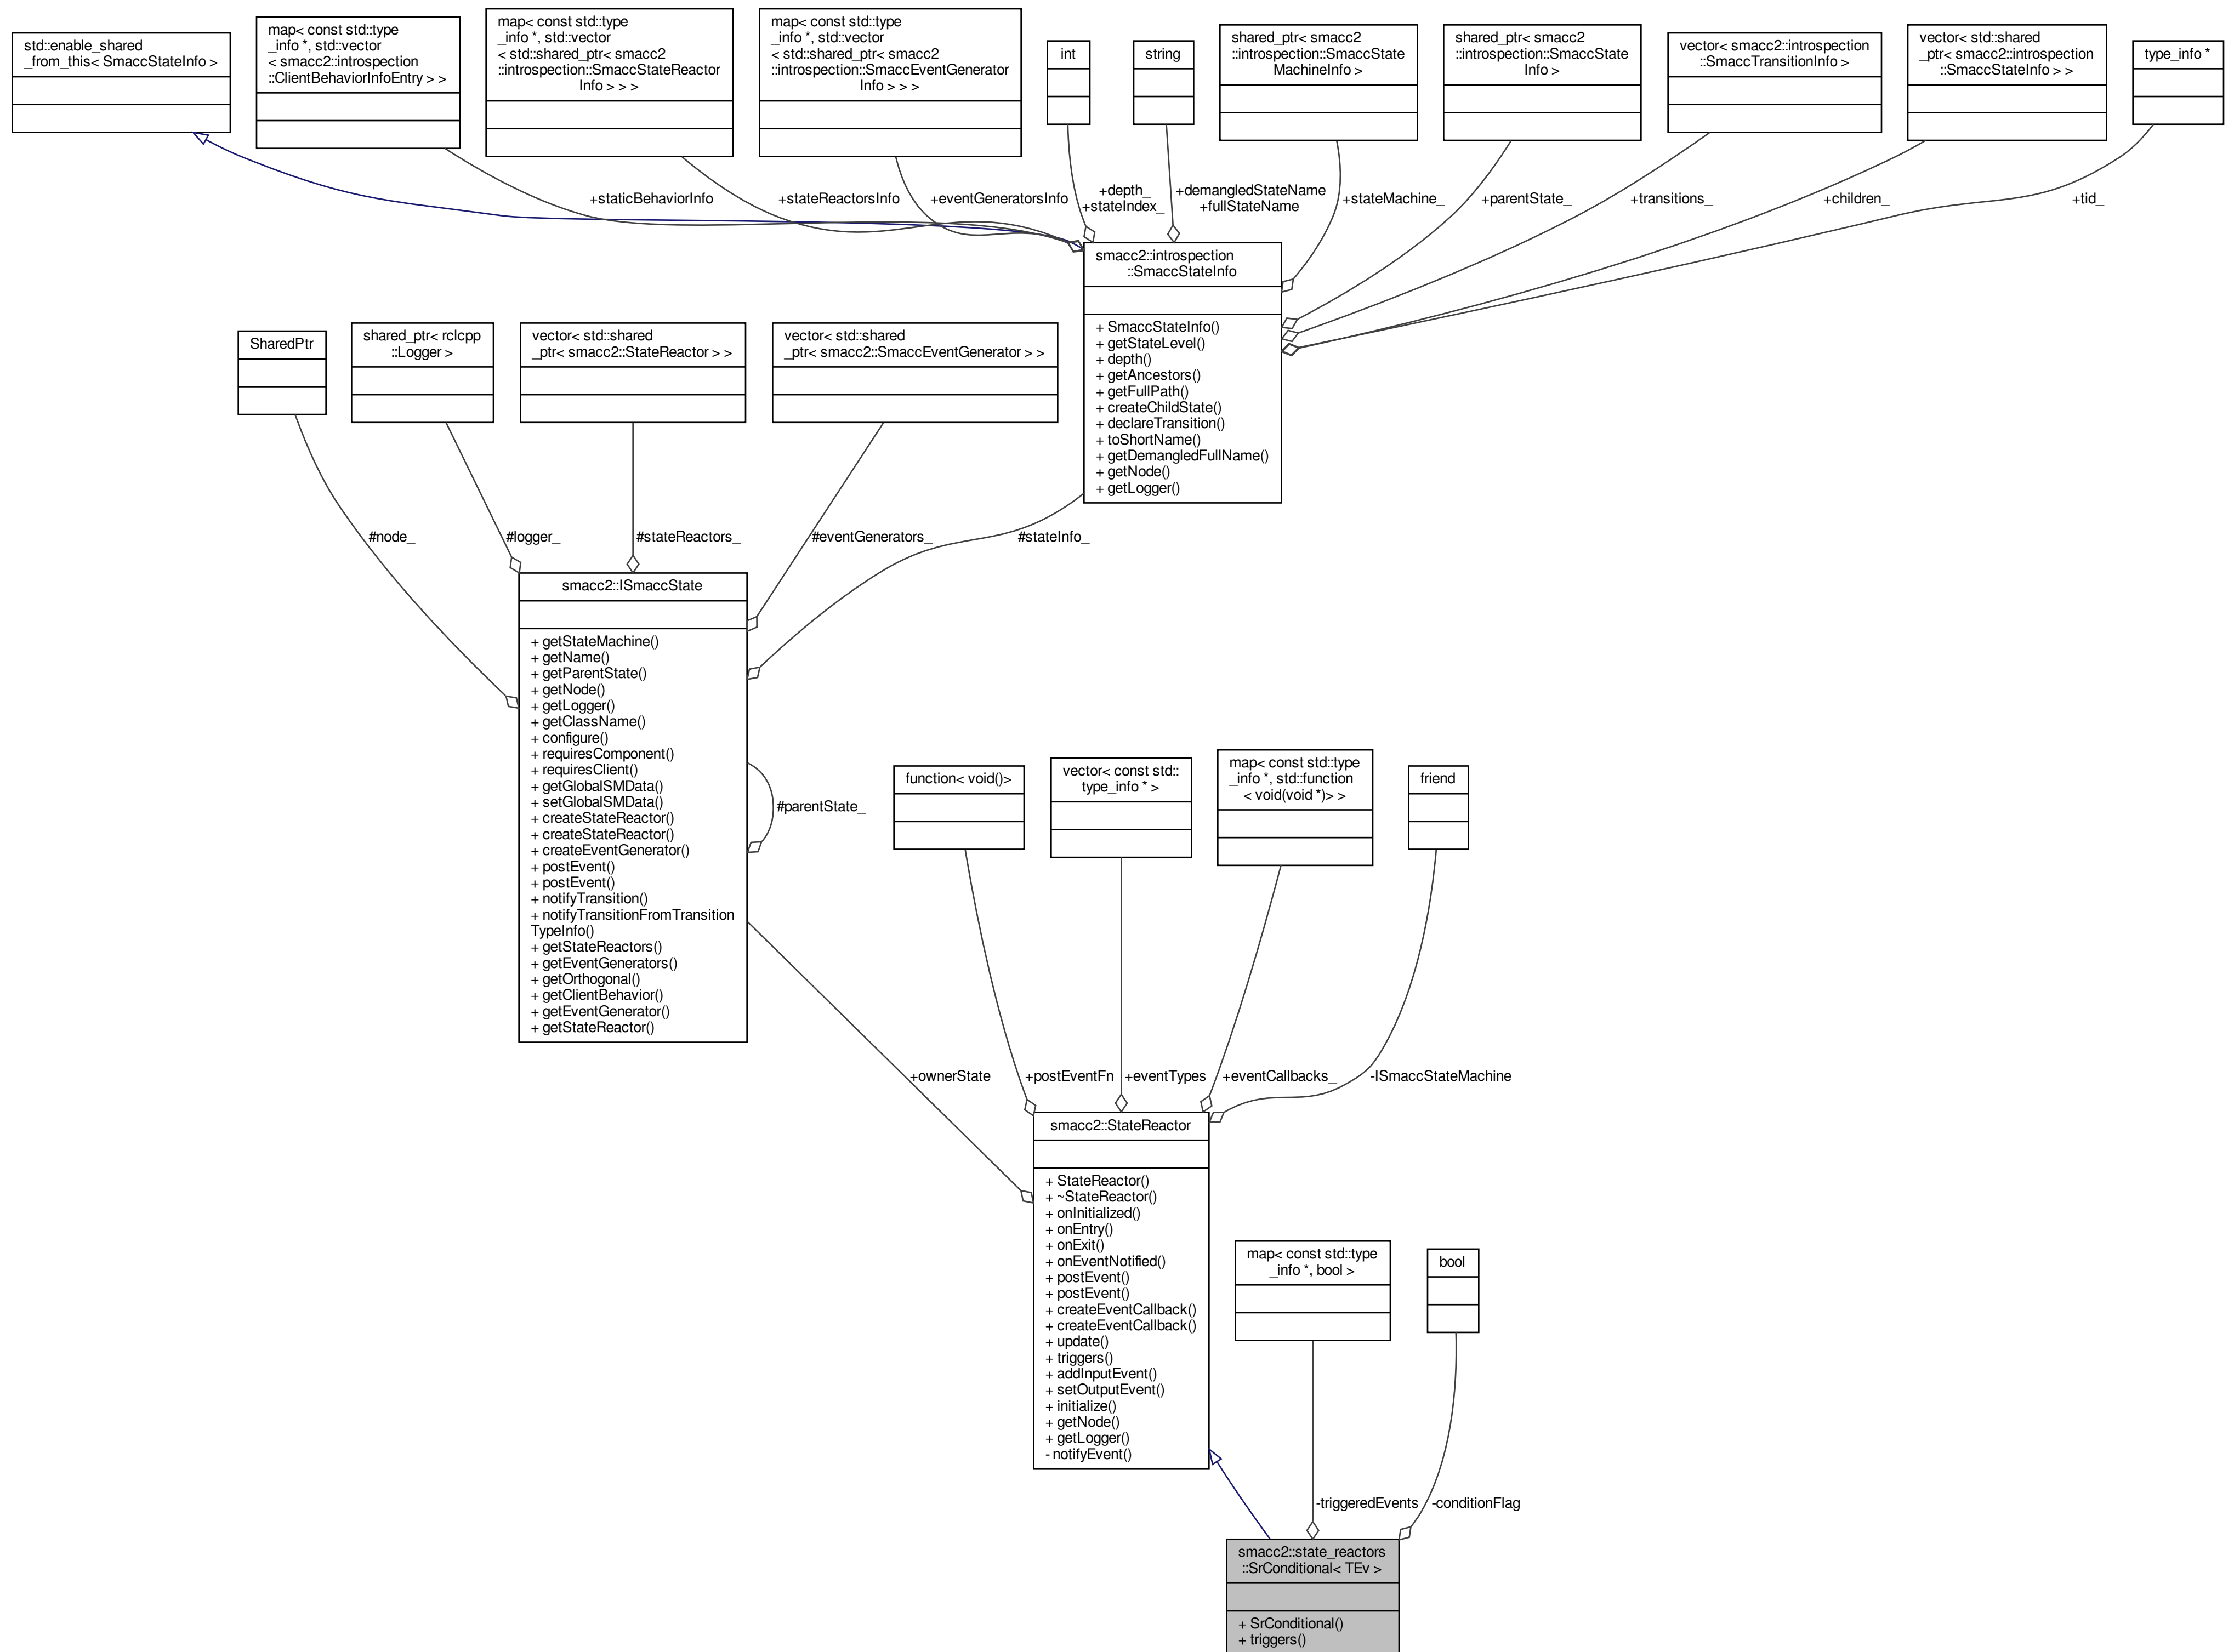 std::enable_shared
_from_this< SmaccStateInfo >
map< const std::type
_info *, std::vector
< smacc2::introspection
::ClientBehaviorInfoEntry > >
map< const std::type
_info *, std::vector
< std::shared_ptr< smacc2
::introspection::SmaccStateReactor
Info > > >
map< const std::type
_info *, std::vector
< std::shared_ptr< smacc2
::introspection::SmaccEventGenerator
Info > > >
int
string
shared_ptr< smacc2
::introspection::SmaccState
MachineInfo >
shared_ptr< smacc2
::introspection::SmaccState
Info >
vector< smacc2::introspection
::SmaccTransitionInfo >
vector< std::shared
_ptr< smacc2::introspection
::SmaccStateInfo > >
type_info *
+staticBehaviorInfo
+stateReactorsInfo
+eventGeneratorsInfo
+depth_
+stateIndex_
+demangledStateName
+fullStateName
+stateMachine_
+parentState_
+transitions_
+children_
+tid_
smacc2::introspection
::SmaccStateInfo
+ SmaccStateInfo()
+ getStateLevel()
+ depth()
+ getAncestors()
+ getFullPath()
+ createChildState()
+ declareTransition()
+ toShortName()
+ getDemangledFullName()
+ getNode()
+ getLogger()
SharedPtr
shared_ptr< rclcpp
::Logger >
vector< std::shared
_ptr< smacc2::StateReactor > >
vector< std::shared
_ptr< smacc2::SmaccEventGenerator > >
#node_
#logger_
#stateReactors_
#eventGenerators_
#stateInfo_
smacc2::ISmaccState
+ getStateMachine()
+ getName()
+ getParentState()
+ getNode()
+ getLogger()
+ getClassName()
+ configure()
+ requiresComponent()
+ requiresClient()
+ getGlobalSMData()
+ setGlobalSMData()
+ createStateReactor()
+ createStateReactor()
+ createEventGenerator()
+ postEvent()
+ postEvent()
+ notifyTransition()
+ notifyTransitionFromTransition
TypeInfo()
+ getStateReactors()
+ getEventGenerators()
+ getOrthogonal()
+ getClientBehavior()
+ getEventGenerator()
+ getStateReactor()
#parentState_
function< void()>
vector< const std::
type_info * >
map< const std::type
_info *, std::function
< void(void *)> >
friend
+ownerState
+postEventFn
+eventTypes
+eventCallbacks_
-ISmaccStateMachine
smacc2::StateReactor
+ StateReactor()
+ ~StateReactor()
+ onInitialized()
+ onEntry()
+ onExit()
+ onEventNotified()
+ postEvent()
+ postEvent()
+ createEventCallback()
+ createEventCallback()
+ update()
+ triggers()
+ addInputEvent()
+ setOutputEvent()
+ initialize()
+ getNode()
+ getLogger()
- notifyEvent()
map< const std::type
_info *, bool >
bool
-triggeredEvents
-conditionFlag
smacc2::state_reactors
::SrConditional< TEv >
+ SrConditional()
+ triggers()